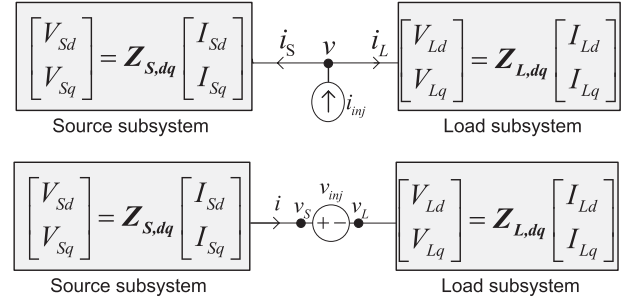 [V_Sd V_Sq] = Z_S,dq [I_Sd I_Sq] i_S v i_L [V_Ld V_Lq] = Z_L,dq [I_Ld I_Lq]
i_inj
Source subsystem Load subsystem
[V_Sd V_Sq] = Z_S,dq [I_Sd I_Sq] i v_S v_inj + − v_L [V_Ld V_Lq] = Z_L,dq [I_Ld I_Lq]
Source subsystem Load subsystem